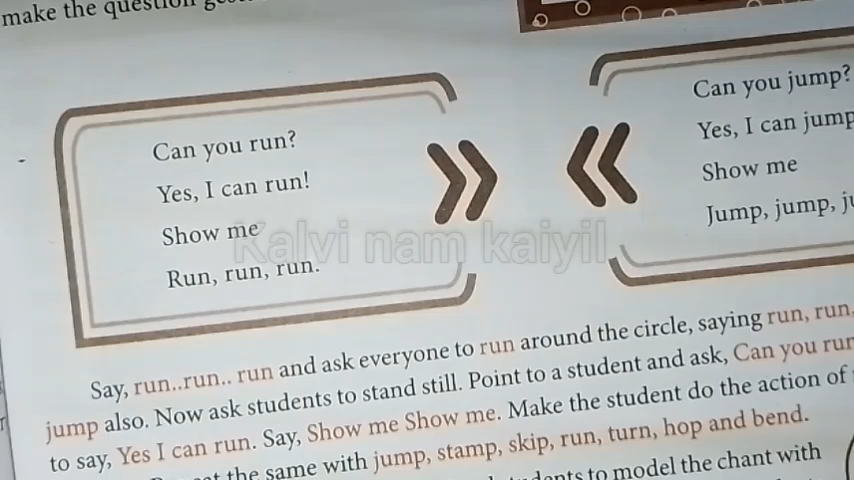 make the question
Can you run?
Yes, I can run!
Show me
Run, run, run.
Can you jump?
Yes, I can jump
Show me
Jump, jump,
Kalvi nam kaiyil
Say, run..run.. run and ask everyone to run around the circle, saying run, run,
jump also. Now ask students to stand still. Point to a student and ask, Can you run
to say, Yes I can run. Say, Show me Show me. Make the student do the action of
the same with jump, stamp, skip, run, turn, hop and bend.
to model the chant with